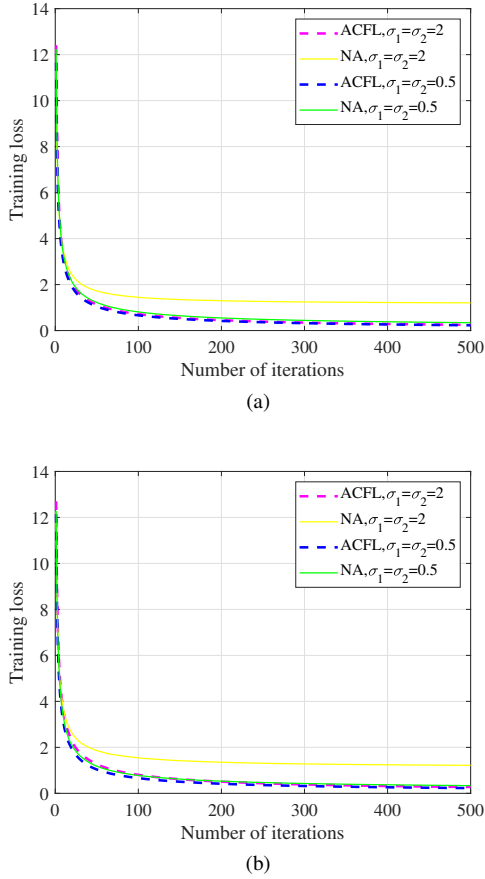 14
12
10
8
6
4
2
0
Training loss
ACFL,σ₁=σ₂=2
NA,σ₁=σ₂=2
ACFL,σ₁=σ₂=0.5
NA,σ₁=σ₂=0.5
0 100 200 300 400 500
Number of iterations
(a)
14
12
10
8
6
4
2
0
Training loss
ACFL,σ₁=σ₂=2
NA,σ₁=σ₂=2
ACFL,σ₁=σ₂=0.5
NA,σ₁=σ₂=0.5
0 100 200 300 400 500
Number of iterations
(b)